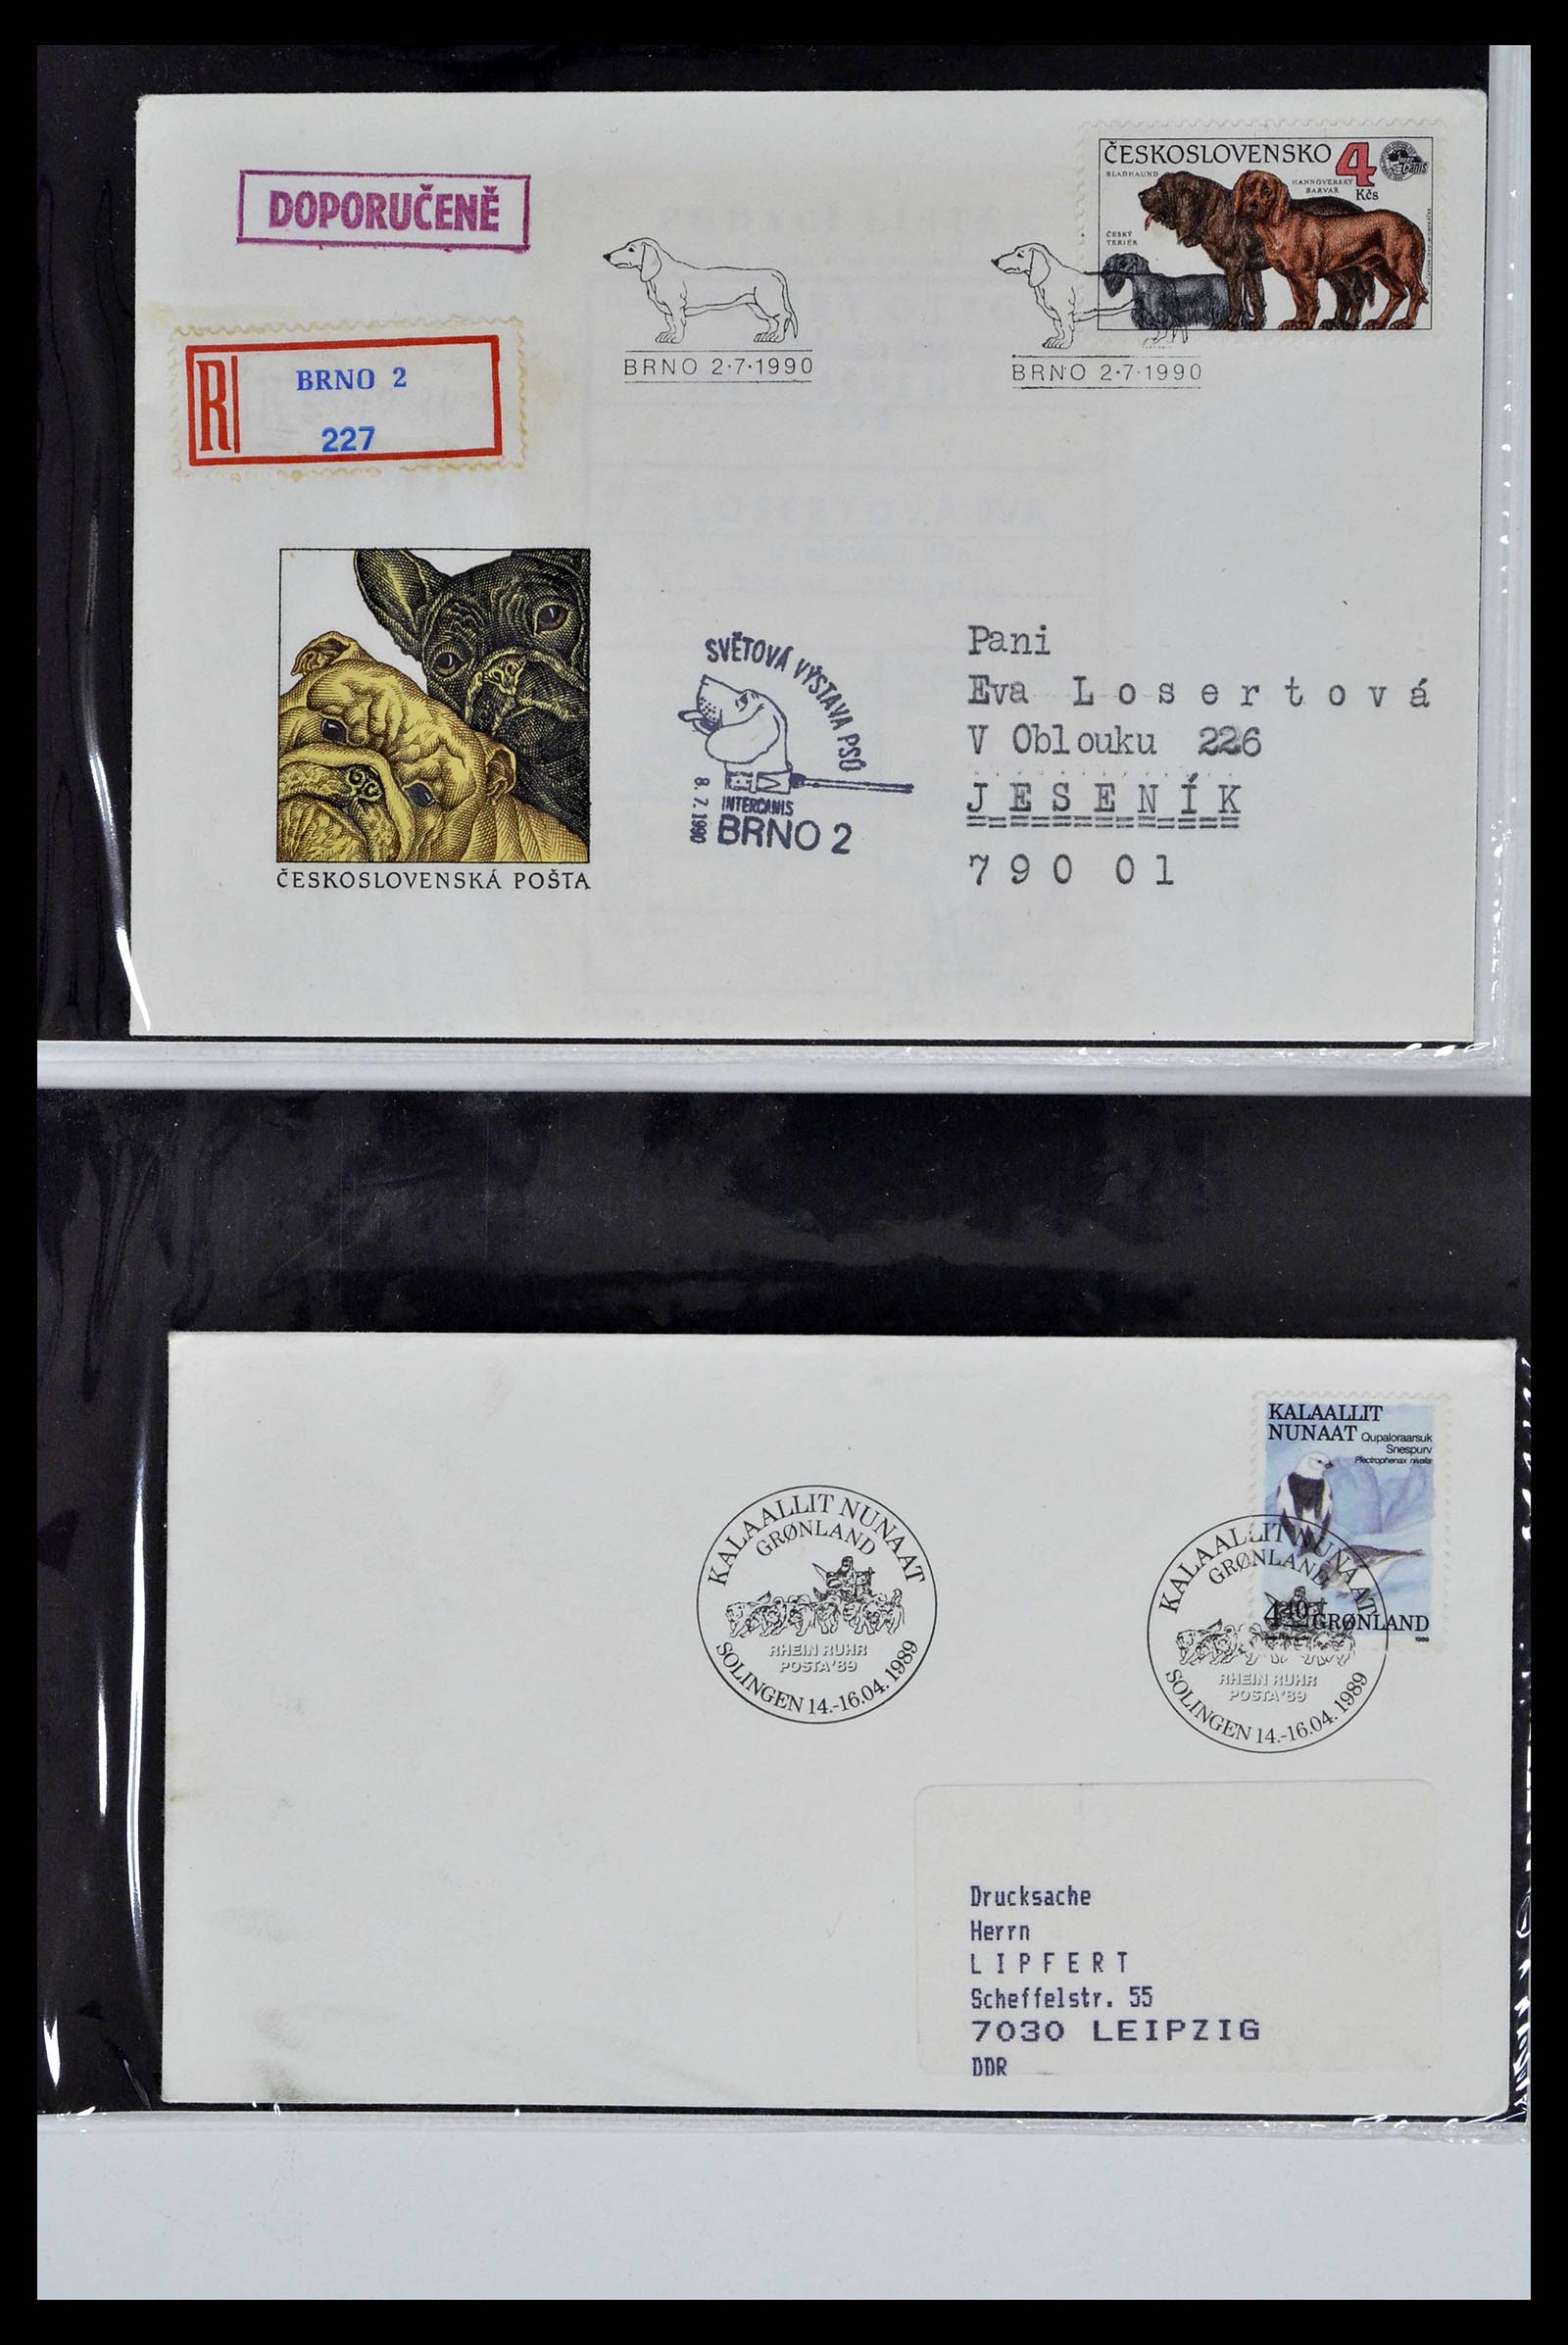 DOPORUČENĚ
ČESKOSLOVENSKO 4
Kčs
BLADHAUND
HANNOVERSKÝ
BARVÁŘ
ČESKÝ
TERIÉR
BRNO 2·7·1990
BRNO 2·7·1990
R
BRNO 2
227
ČESKOSLOVENSKÁ POŠTA
SVĚTOVÁ VÝSTAVA PSŮ
8.7.1990
INTERCANIS
BRNO 2
Pani
Eva Losertová
V Oblouku 226
JESENÍK
790 01
KALAALLIT
NUNAAT Qupaloraarsuk
Snespurv
Plectrophenax nivalis
4.40 GRØNLAND
1989
KALAALLIT NUNAAT
GRØNLAND
RHEIN RUHR
POSTA'89
SOLINGEN 14.-16.04.1989
KALAALLIT NUNAAT
GRØNLAND
RHEIN RUHR
POSTA'89
SOLINGEN 14.-16.04.1989
Drucksache
Herrn
LIPFERT
Scheffelstr. 55
7030 LEIPZIG
DDR